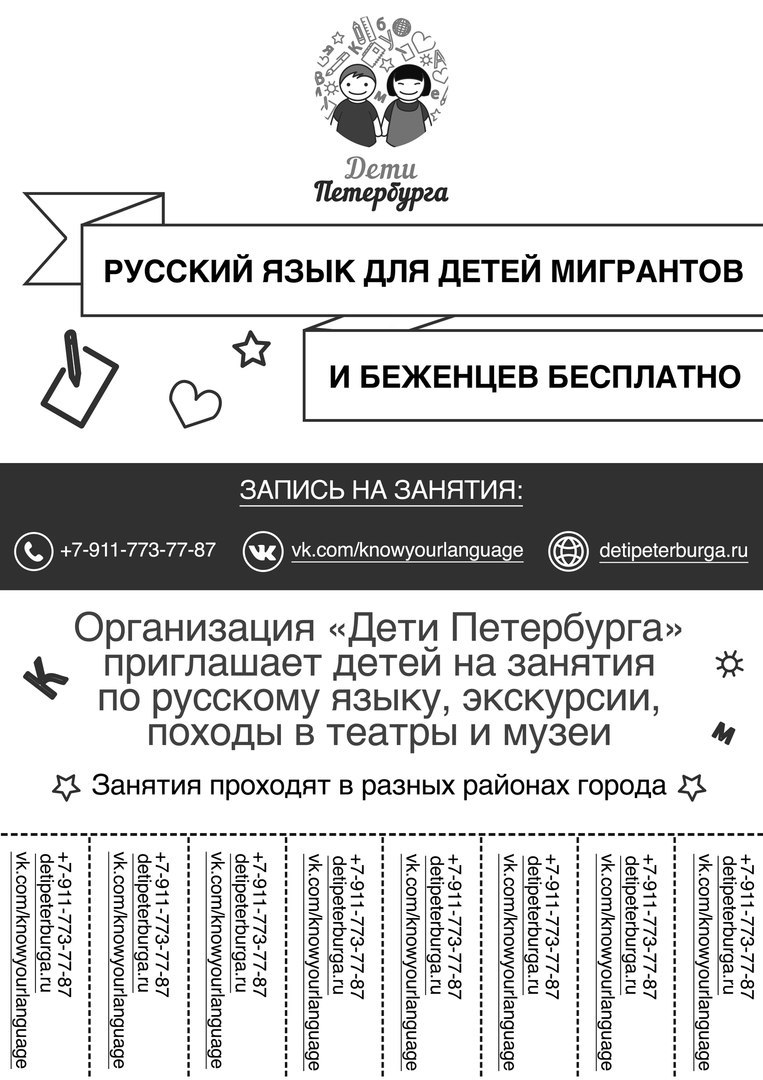 Дети
Петербурга
РУССКИЙ ЯЗЫК ДЛЯ ДЕТЕЙ МИГРАНТОВ
И БЕЖЕНЦЕВ БЕСПЛАТНО
ЗАПИСЬ НА ЗАНЯТИЯ:
+7-911-773-77-87 vk.com/knowyourlanguage detipeterburga.ru
Организация «Дети Петербурга»
приглашает детей на занятия
по русскому языку, экскурсии,
походы в театры и музеи
Занятия проходят в разных районах города
+7-911-773-77-87
detipeterburga.ru
vk.com/knowyourlanguage
+7-911-773-77-87
detipeterburga.ru
vk.com/knowyourlanguage
+7-911-773-77-87
detipeterburga.ru
vk.com/knowyourlanguage
+7-911-773-77-87
detipeterburga.ru
vk.com/knowyourlanguage
+7-911-773-77-87
detipeterburga.ru
vk.com/knowyourlanguage
+7-911-773-77-87
detipeterburga.ru
vk.com/knowyourlanguage
+7-911-773-77-87
detipeterburga.ru
vk.com/knowyourlanguage
+7-911-773-77-87
detipeterburga.ru
vk.com/knowyourlanguage